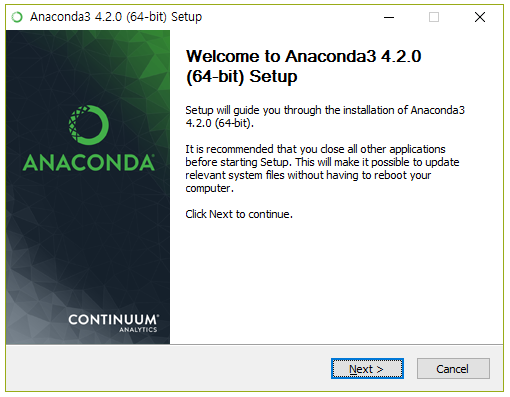 Anaconda3 4.2.0 (64-bit) Setup
Welcome to Anaconda3 4.2.0
(64-bit) Setup
Setup will guide you through the installation of Anaconda3
4.2.0 (64-bit).
It is recommended that you close all other applications
before starting Setup. This will make it possible to update
relevant system files without having to reboot your
computer.
Click Next to continue.
ANACONDA
CONTINUUM
ANALYTICS
Next >
Cancel